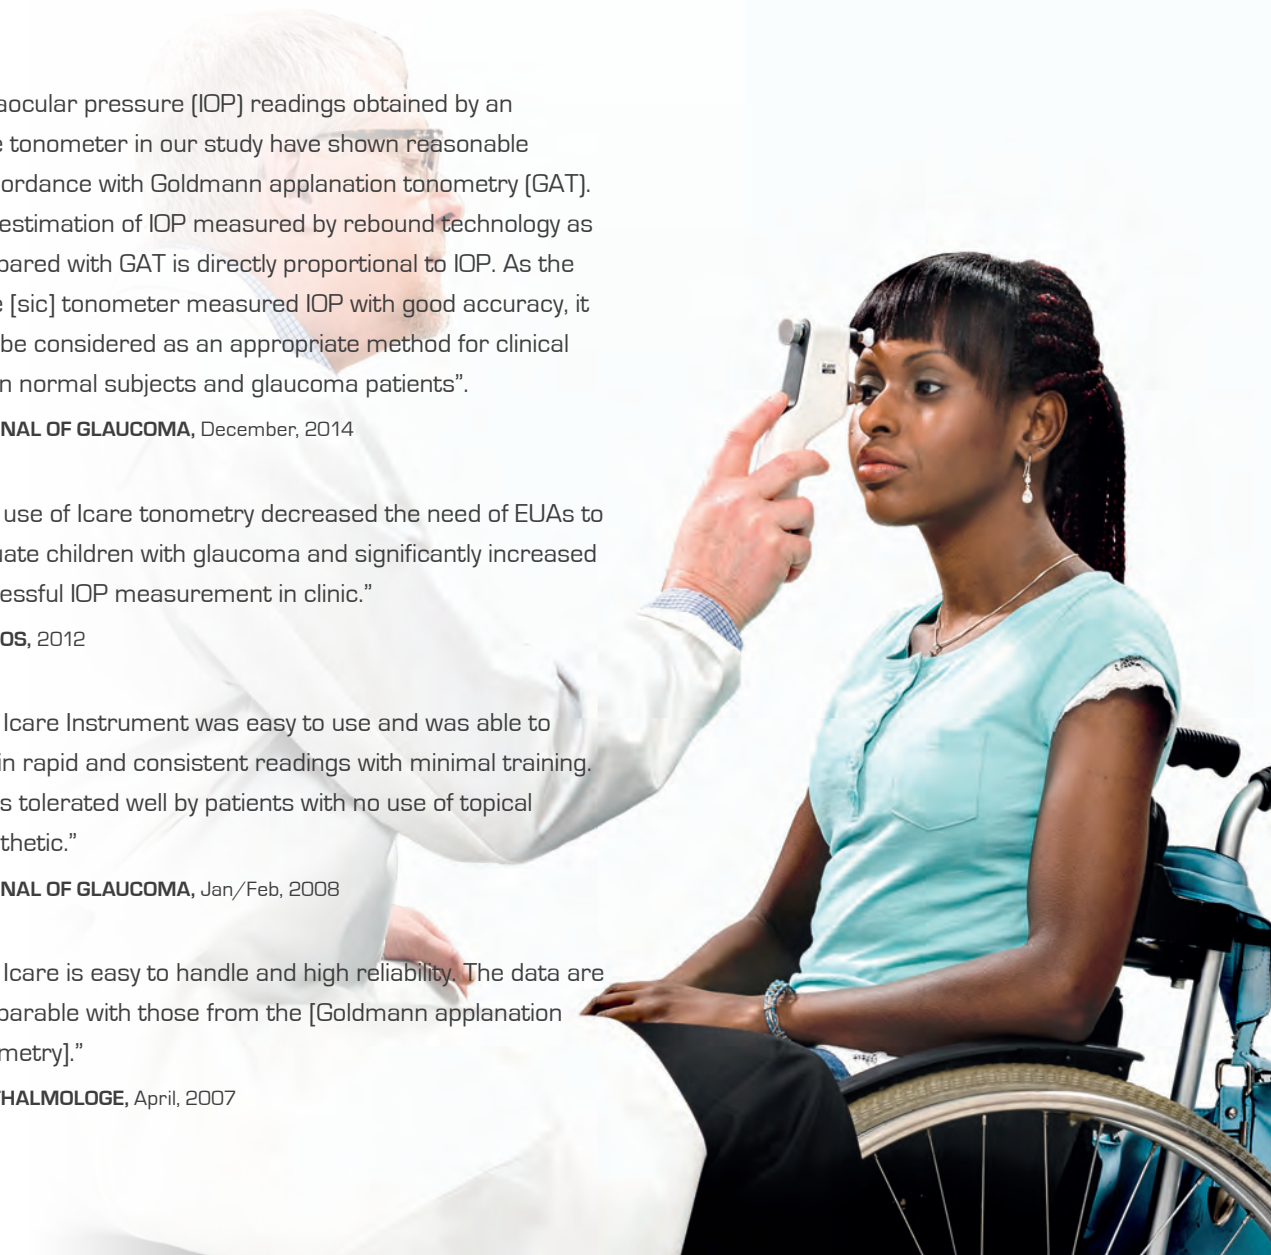 aocular pressure (IOP) readings obtained by an
e tonometer in our study have shown reasonable
ordance with Goldmann applanation tonometry (GAT).
estimation of IOP measured by rebound technology as
pared with GAT is directly proportional to IOP. As the
e [sic] tonometer measured IOP with good accuracy, it
be considered as an appropriate method for clinical
n normal subjects and glaucoma patients”.
NAL OF GLAUCOMA, December, 2014
use of Icare tonometry decreased the need of EUAs to
uate children with glaucoma and significantly increased
essful IOP measurement in clinic.”
OS, 2012
Icare Instrument was easy to use and was able to
in rapid and consistent readings with minimal training.
s tolerated well by patients with no use of topical
thetic.”
NAL OF GLAUCOMA, Jan/Feb, 2008
Icare is easy to handle and high reliability. The data are
parable with those from the [Goldmann applanation
metry].”
THALMOLOGE, April, 2007